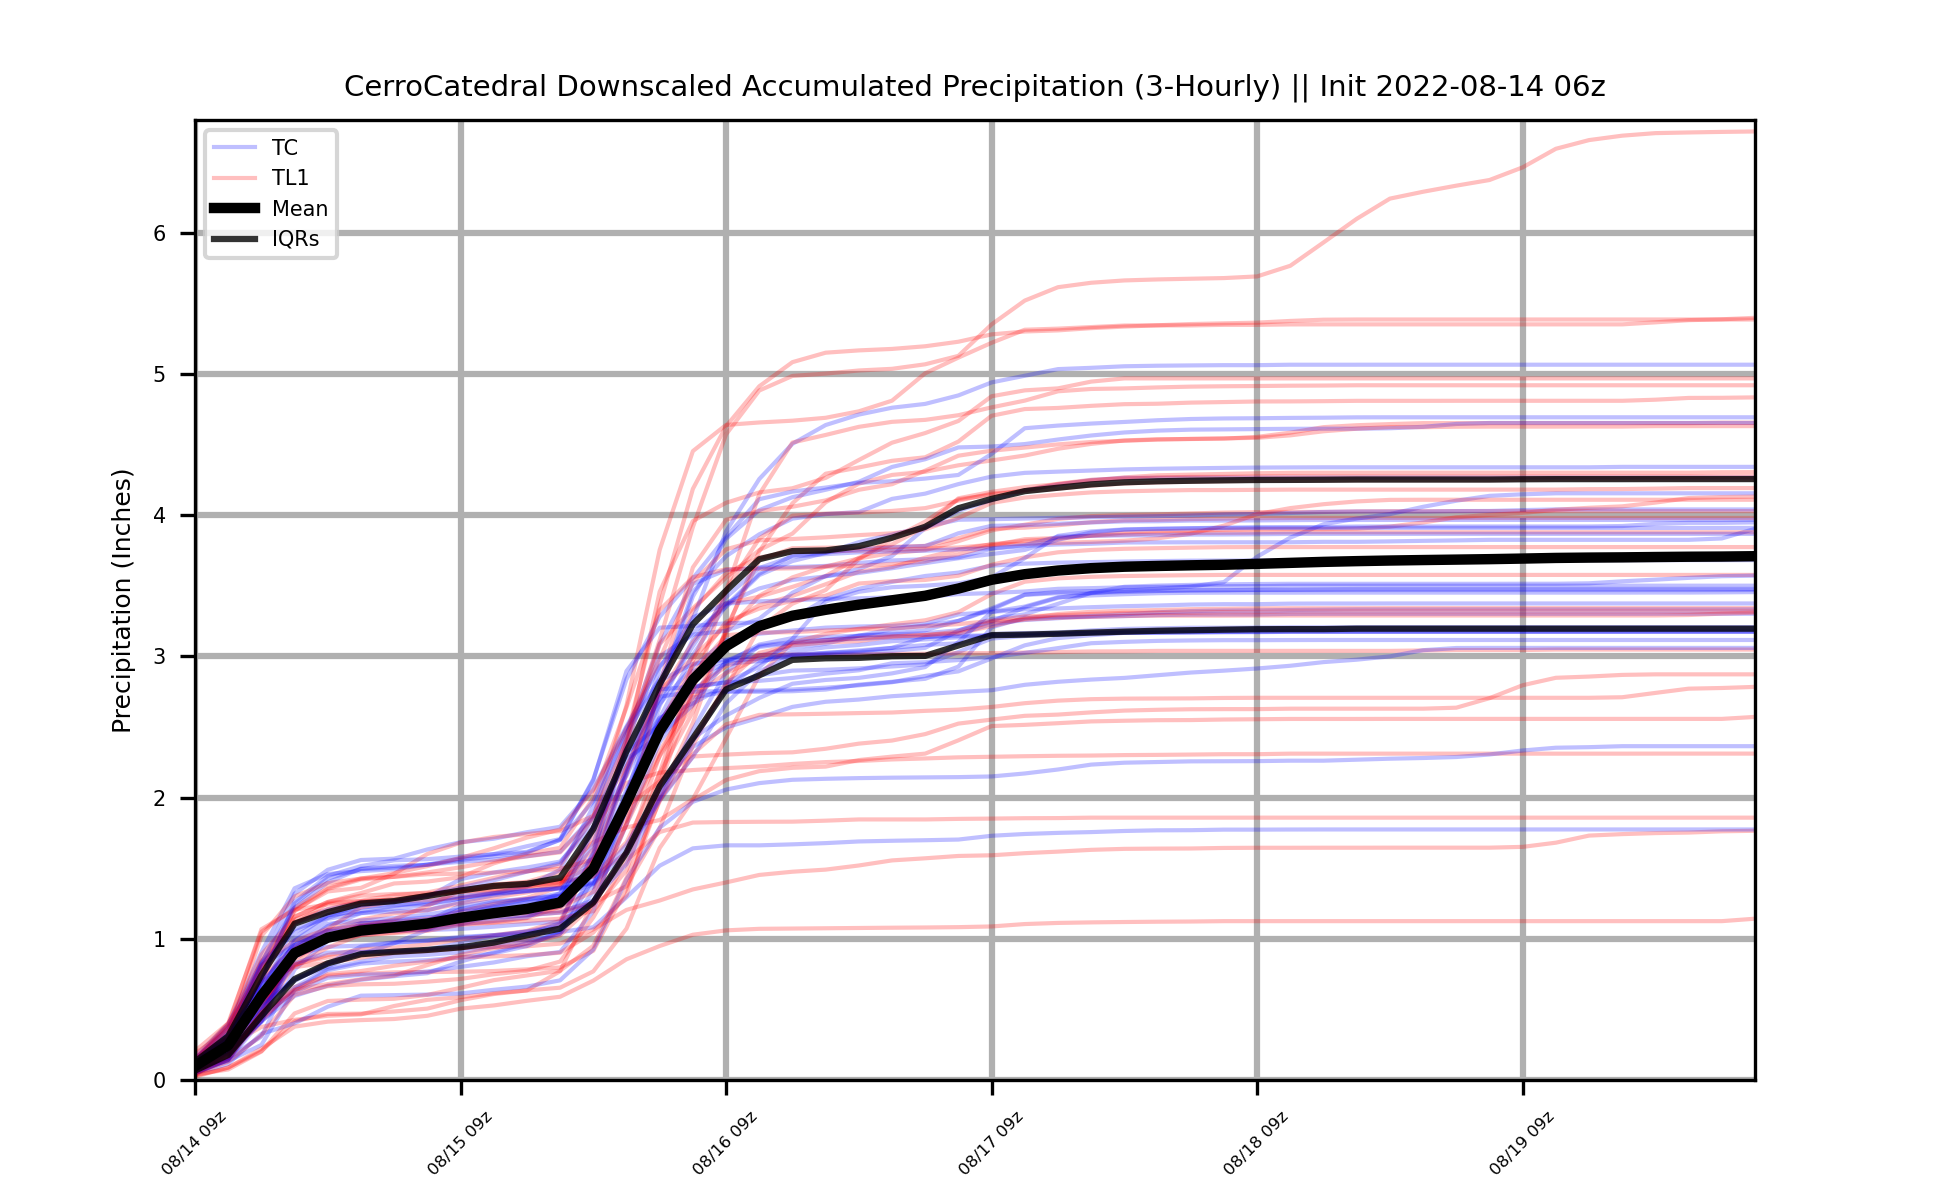 CerroCatedral Downscaled Accumulated Precipitation (3-Hourly) || Init 2022-08-14 06z
TC
TL1
Mean
IQRs
Precipitation (Inches)
6
5
4
3
2
1
0
08/14 09z
08/15 09z
08/16 09z
08/17 09z
08/18 09z
08/19 09z